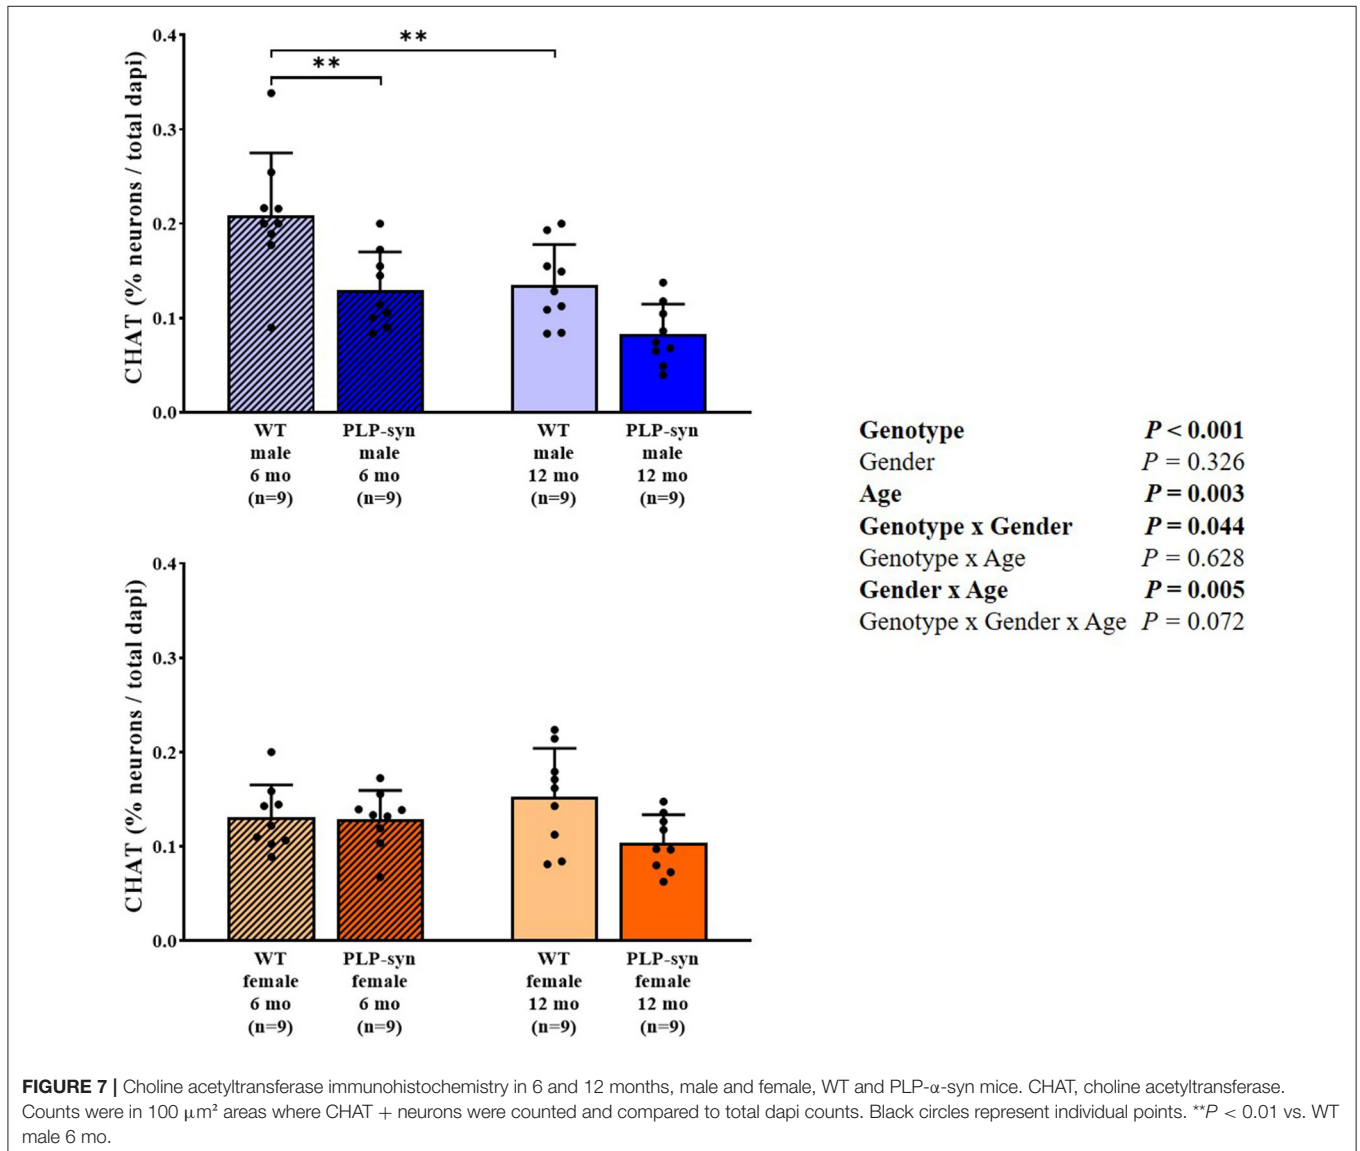 0.4
0.3
0.2
0.1
0.0
CHAT (% neurons / total dapi)
**
**
WT
male
6 mo
(n=9)
PLP-syn
male
6 mo
(n=9)
WT
male
12 mo
(n=9)
PLP-syn
male
12 mo
(n=9)
Genotype P < 0.001
Gender P = 0.326
Age P = 0.003
Genotype x Gender P = 0.044
Genotype x Age P = 0.628
Gender x Age P = 0.005
Genotype x Gender x Age P = 0.072
0.4
0.3
0.2
0.1
0.0
CHAT (% neurons / total dapi)
WT
female
6 mo
(n=9)
PLP-syn
female
6 mo
(n=9)
WT
female
12 mo
(n=9)
PLP-syn
female
12 mo
(n=9)
FIGURE 7 | Choline acetyltransferase immunohistochemistry in 6 and 12 months, male and female, WT and PLP-α-syn mice. CHAT, choline acetyltransferase.
Counts were in 100 μm² areas where CHAT + neurons were counted and compared to total dapi counts. Black circles represent individual points. **P < 0.01 vs. WT
male 6 mo.